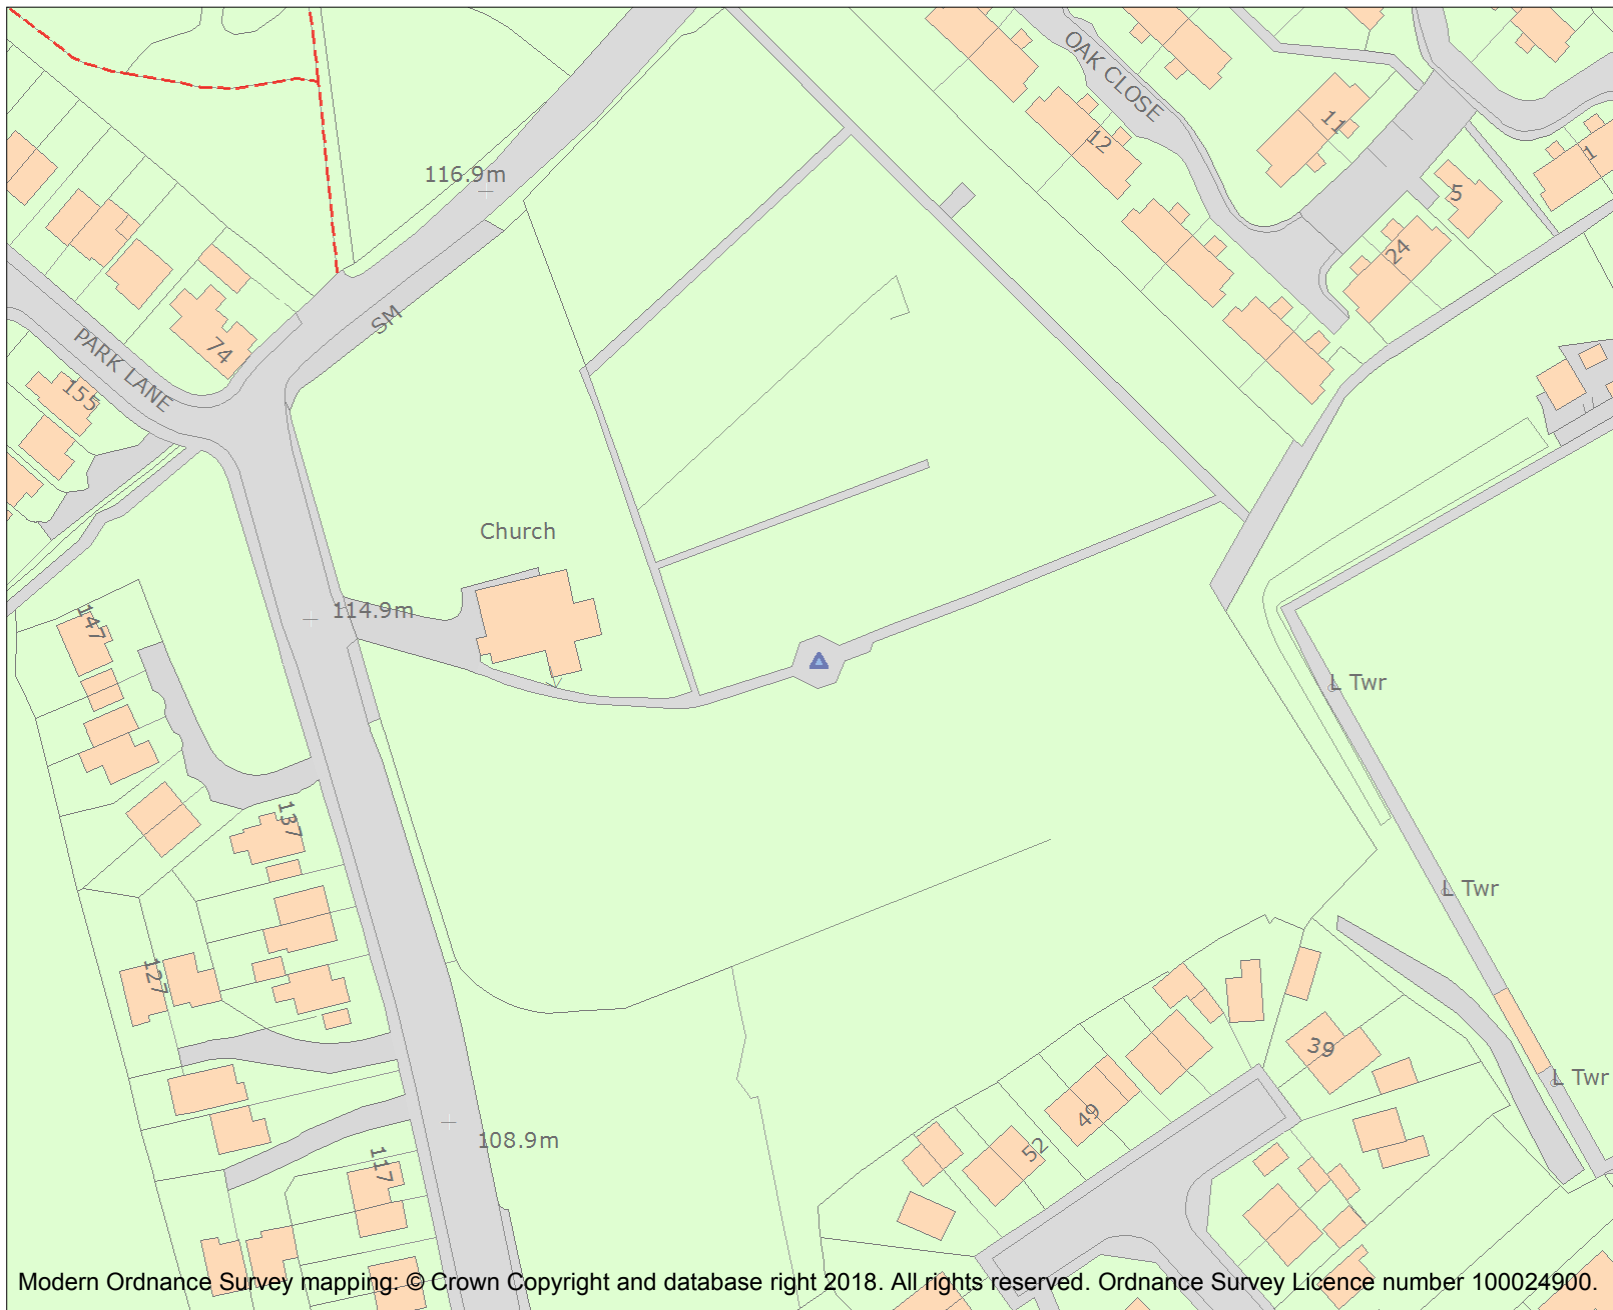 OAK CLOSE
11
12
1
116.9m
5
24
SM
PARK LANE
74
155
Church
114.9m
147
L Twr
137
L Twr
127
39
L Twr
49
108.9m
52
117
Modern Ordnance Survey mapping: © Crown Copyright and database right 2018. All rights reserved. Ordnance Survey Licence number 100024900.